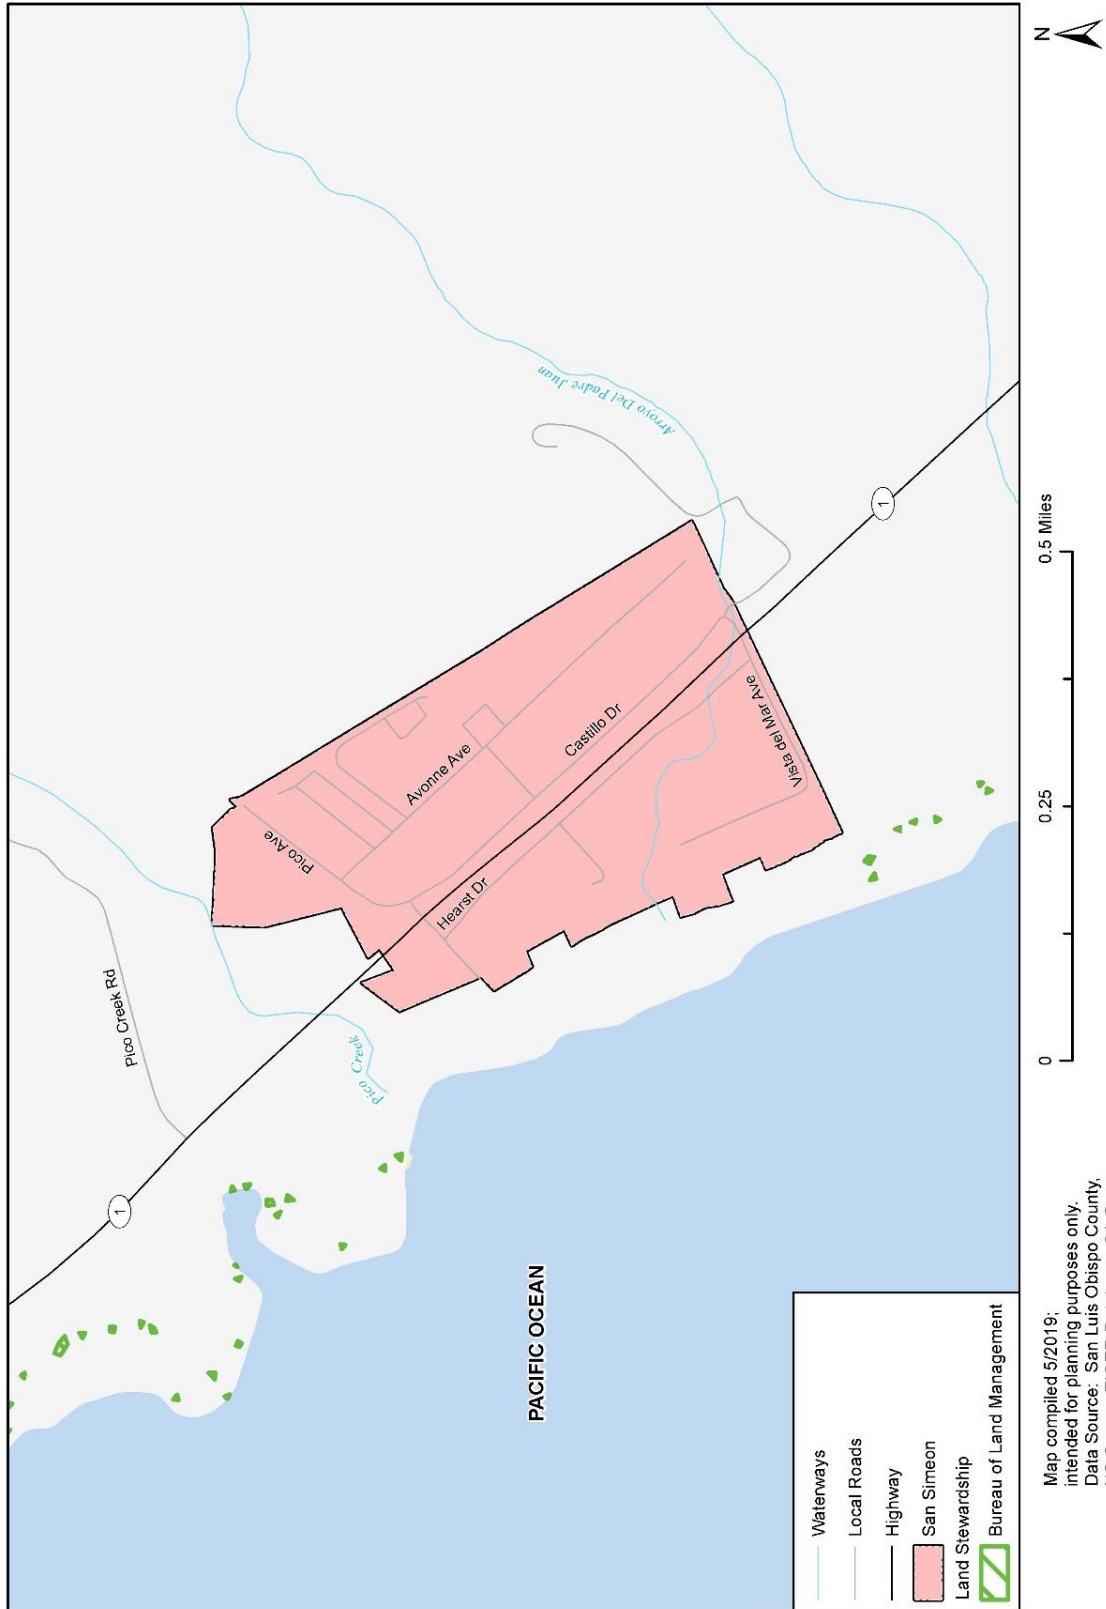 N
Pico Creek Rd
1
Pico Creek
Pico Ave
Avonne Ave
Hearst Dr
Castillo Dr
Arroyo Del Padre Juan
Vista del Mar Ave
1
PACIFIC OCEAN
Waterways
Local Roads
Highway
San Simeon
Land Stewardship
Bureau of Land Management
0
0.25
0.5 Miles
Map compiled 5/2019;
intended for planning purposes only.
Data Source: San Luis Obispo County,